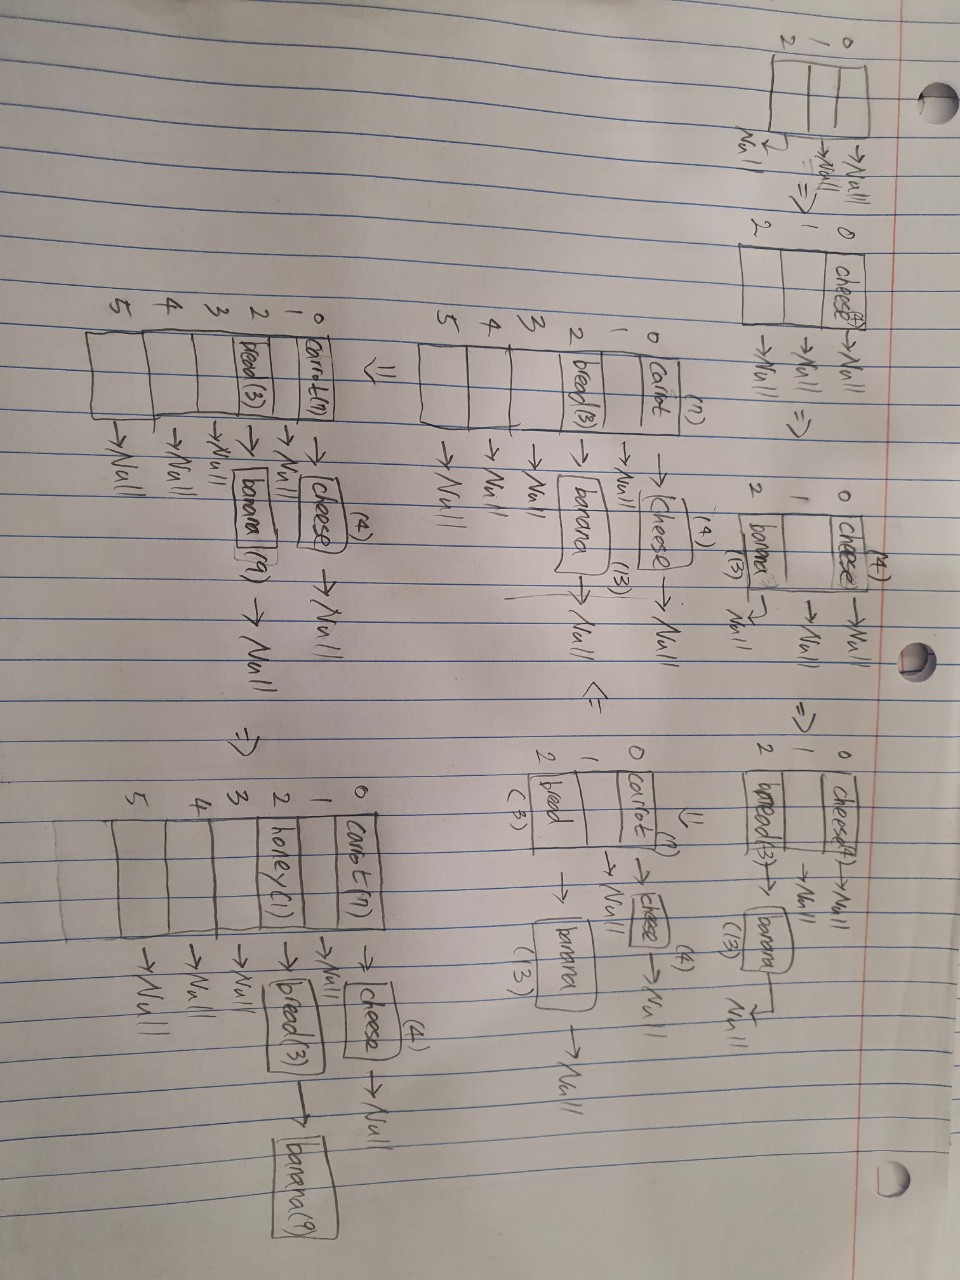 0 →Null
1 →Null
2 →Null
=>
0 cheese(4) →Null
1 →Null
2 →Null
=>
0 cheese (4) →Null
1 →Null
2 banana (13) → Null
=>
0 cheese(4) →Null
1 →Null
2 bread(3) → banana (13) → Null
=>
0 carrot (7) → cheese (4) → Null
1 → Null
2 bread (3) → banana (13) → Null
<=
0 carrot (7) → cheese (4) → Null
1 →Null
2 bread(3) → banana (13) → Null
3 →Null
4 →Null
5 →Null
=>
0 carrot(7) → cheese (4) → Null
1 → Null
2 bread(3) → banana (9) → Null
3 →Null
4 →Null
5 →Null
=>
0 carrot(7) → cheese (4) → Null
1 →Null
2 honey(1) → bread(3) → banana(9)
3 →Null
4 →Null
5 →Null